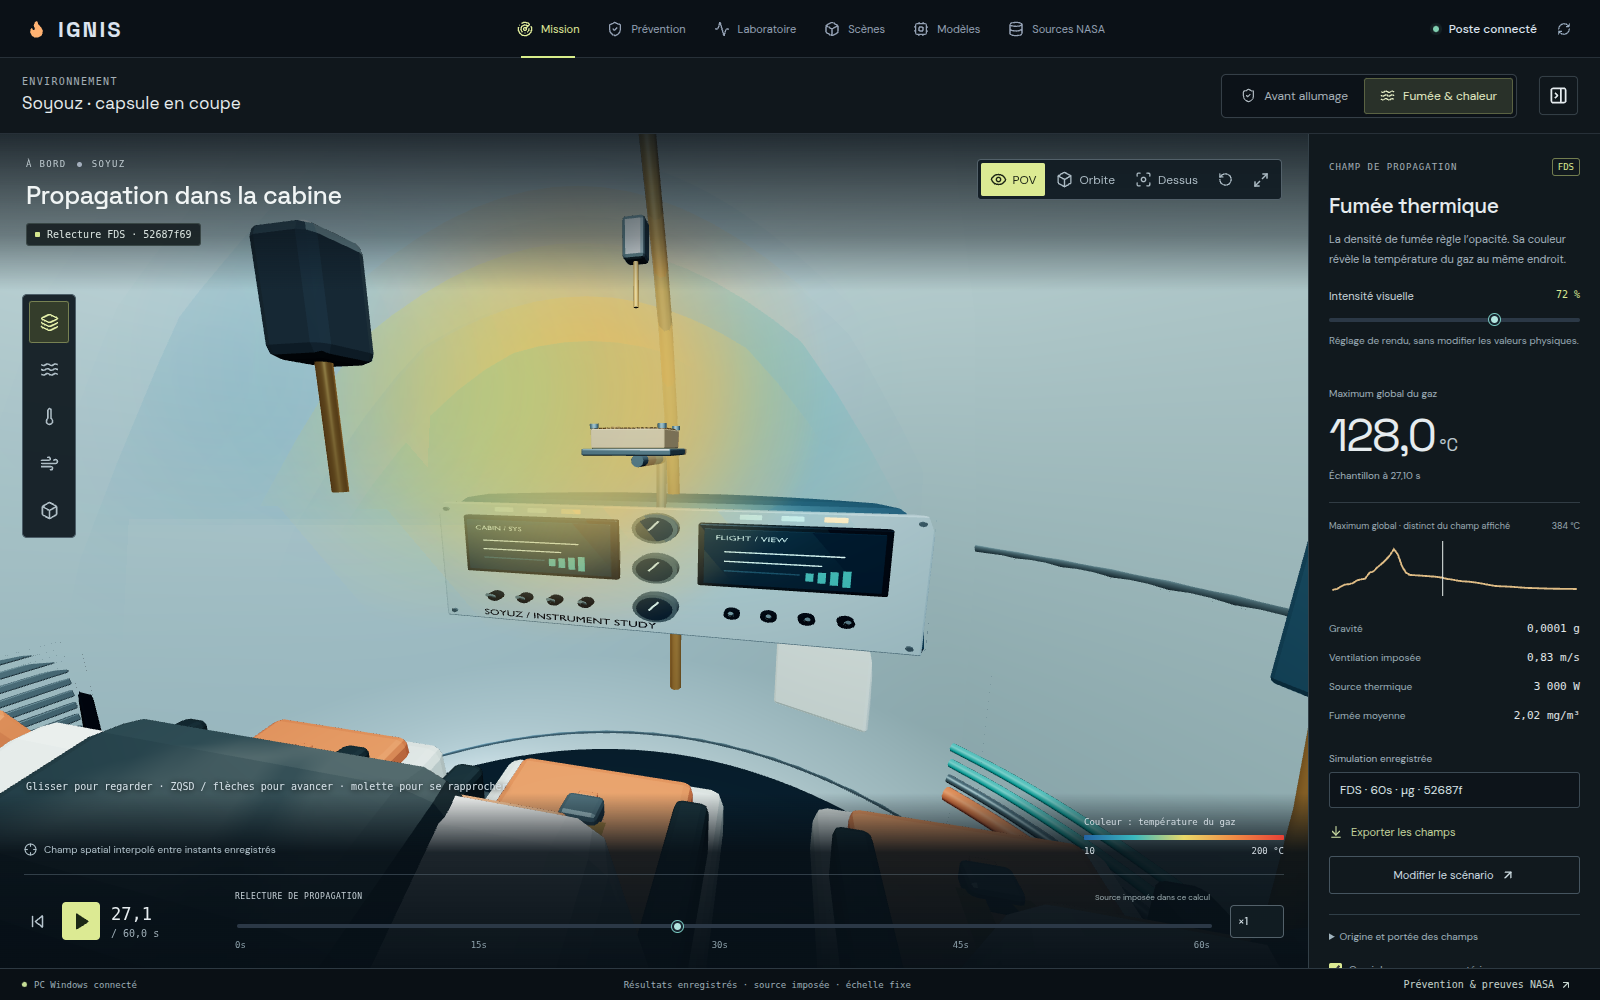 IGNIS
Mission
Prévention
Laboratoire
Scènes
Modèles
Sources NASA
Poste connecté
ENVIRONNEMENT
Soyouz · capsule en coupe
Avant allumage
Fumée & chaleur
À BORD ● SOYUZ
Propagation dans la cabine
Relecture FDS · 52687f69
POV
Orbite
Dessus
CABIN / SYS
FLIGHT / VIEW
SOYUZ / INSTRUMENT STUDY
Glisser pour regarder · ZQSD / flèches pour avancer · molette pour se rapprocher
Champ spatial interpolé entre instants enregistrés
Couleur : température du gaz
10
200 °C
RELECTURE DE PROPAGATION
Source imposée dans ce calcul
27,1
/ 60,0 s
×1
0s
15s
30s
45s
60s
CHAMP DE PROPAGATION
FDS
Fumée thermique
La densité de fumée règle l'opacité. Sa couleur
révèle la température du gaz au même endroit.
Intensité visuelle
72 %
Réglage de rendu, sans modifier les valeurs physiques.
Maximum global du gaz
128,0 °C
Échantillon à 27,10 s
Maximum global · distinct du champ affiché
384 °C
Gravité
0,0001 g
Ventilation imposée
0,83 m/s
Source thermique
3 000 W
Fumée moyenne
2,02 mg/m³
Simulation enregistrée
FDS · 60s · µg · 52687f
Exporter les champs
Modifier le scénario
Origine et portée des champs
PC Windows connecté
Résultats enregistrés · source imposée · échelle fixe
Prévention & preuves NASA